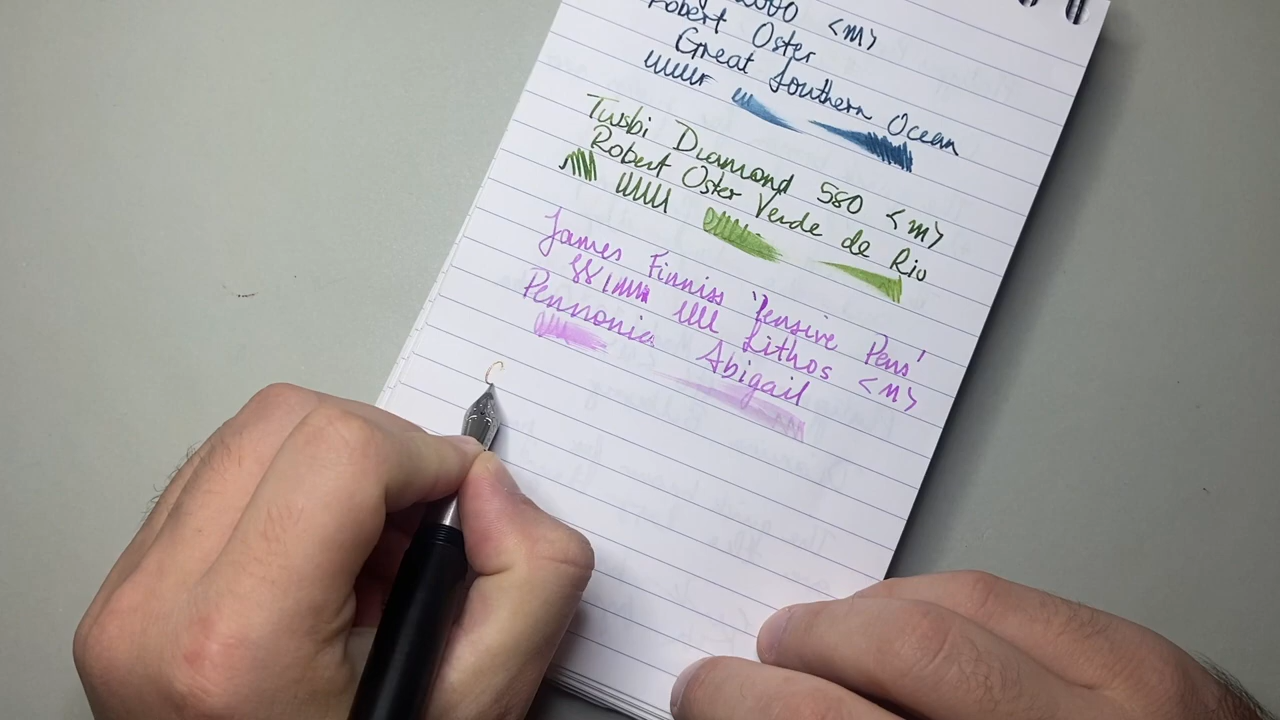 2000 <m>
Robert Oster
Great Southern Ocean
Twsbi Diamond 580 <m>
Robert Oster Verde de Rio
James Finniss 'Pensive Pens'
Lithos <m>
Pennonia Abigail